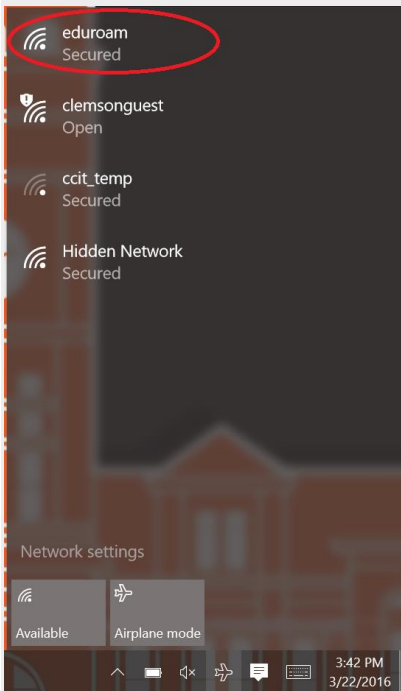 eduroam
Secured
clemsonguest
Open
ccit_temp
Secured
Hidden Network
Secured
Network settings
Available
Airplane mode
3:42 PM
3/22/2016